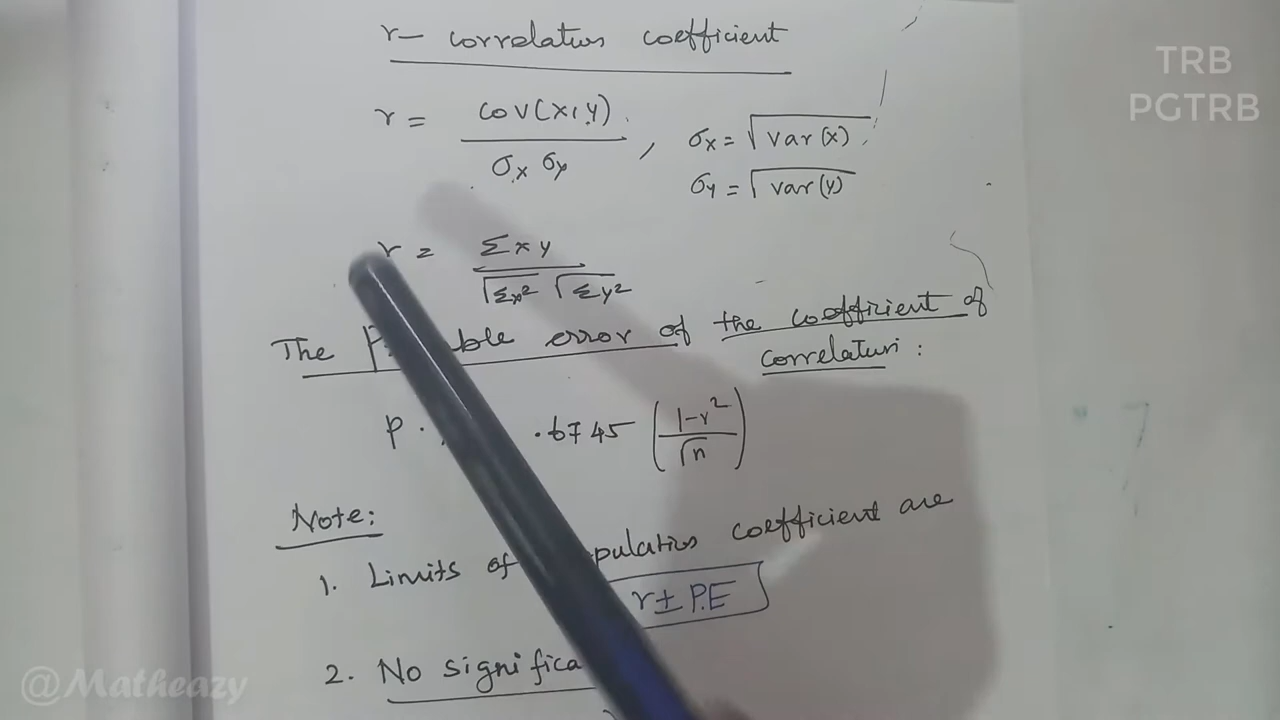 r- correlation coefficient
r = cov(x,y) / σx σy , σx = √var(x)
σy = √var(y)
r = Σxy / √Σx² √Σy²
The error of the coefficient of
correlation :
P. .6745 (1-r² / √n)
Note:
1. Limits of coefficient are
r ± P.E
2. No
TRB
PGTRB
@Matheazy